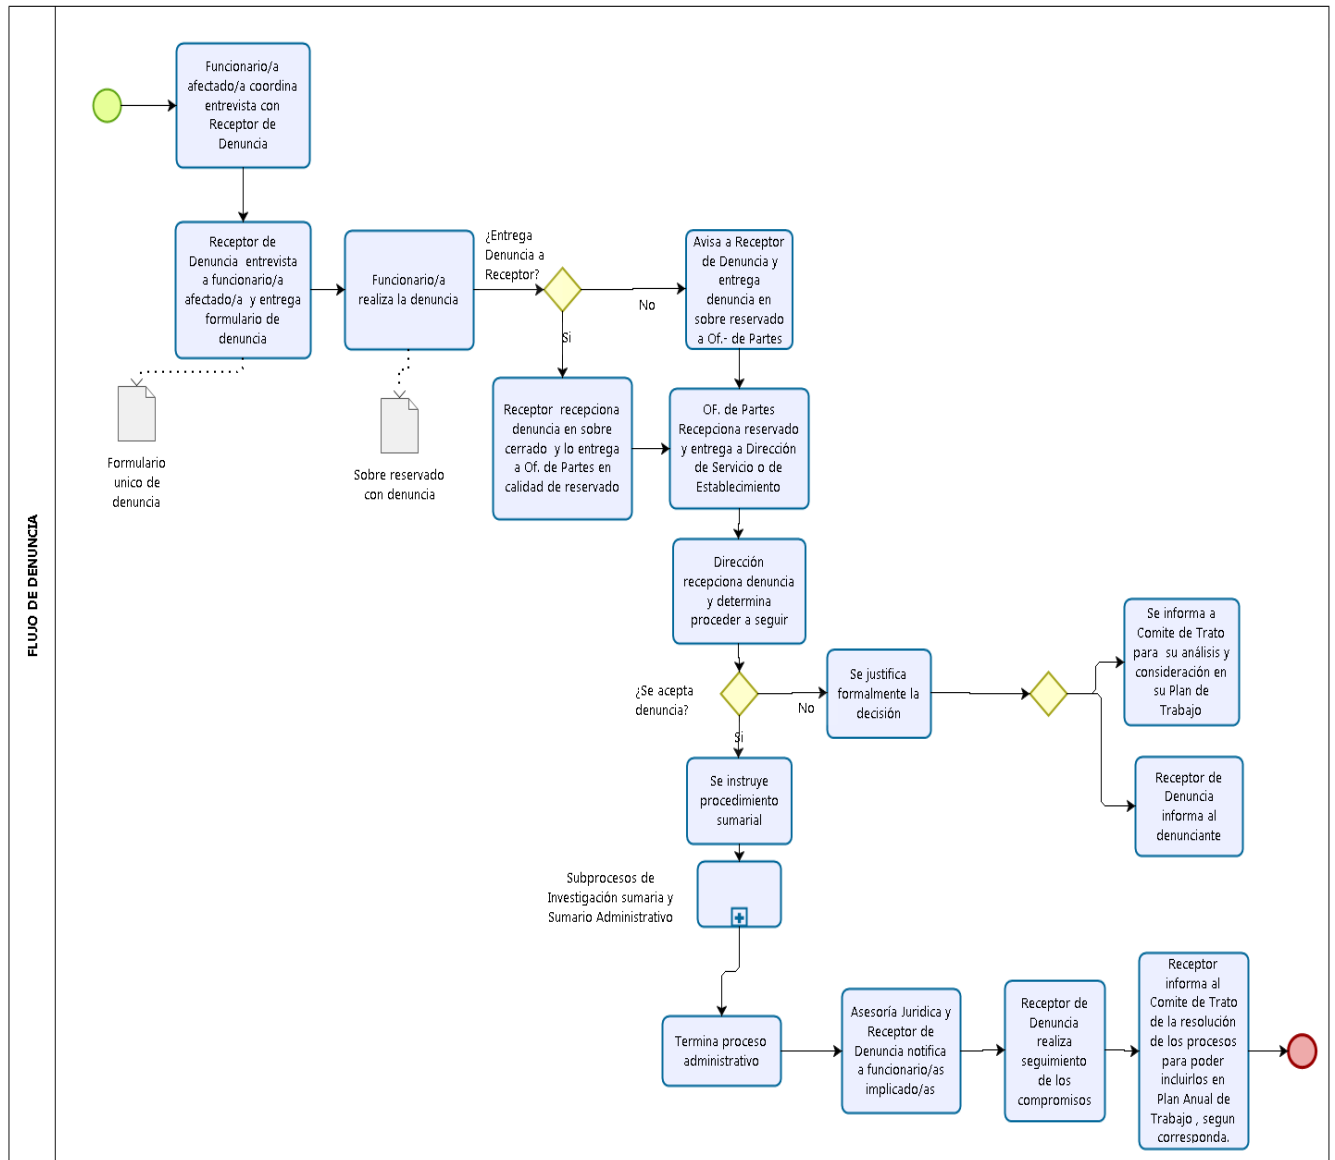 FLUJO DE DENUNCIA
Funcionario/a
afectado/a coordina
entrevista con
Receptor de
Denuncia
Receptor de
Denuncia entrevista
a funcionario/a
afectado/a y entrega
formulario de
denuncia
Formulario
unico de
denuncia
Funcionario/a
realiza la denuncia
Sobre reservado
con denuncia
¿Entrega
Denuncia a
Receptor?
No
Si
Avisa a Receptor
de Denuncia y
entrega
denuncia en
sobre reservado
a Of.- de Partes
Receptor recepciona
denuncia en sobre
cerrado y lo entrega
a Of. de Partes en
calidad de reservado
OF. de Partes
Recepciona reservado
y entrega a Dirección
de Servicio o de
Establecimiento
Dirección
recepciona denuncia
y determina
proceder a seguir
¿Se acepta
denuncia?
No
Si
Se justifica
formalmente la
decisión
Se informa a
Comite de Trato
para su análisis y
consideración en
su Plan de
Trabajo
Receptor de
Denuncia
informa al
denunciante
Se instruye
procedimiento
sumarial
Subprocesos de
Investigación sumaria y
Sumario Administrativo
Termina proceso
administrativo
Asesoría Juridica y
Receptor de
Denuncia notifica
a funcionario/as
implicado/as
Receptor de
Denuncia
realiza
seguimiento
de los
compromisos
Receptor
informa al
Comite de Trato
de la resolución
de los procesos
para poder
incluirlos en
Plan Anual de
Trabajo , segun
corresponda.